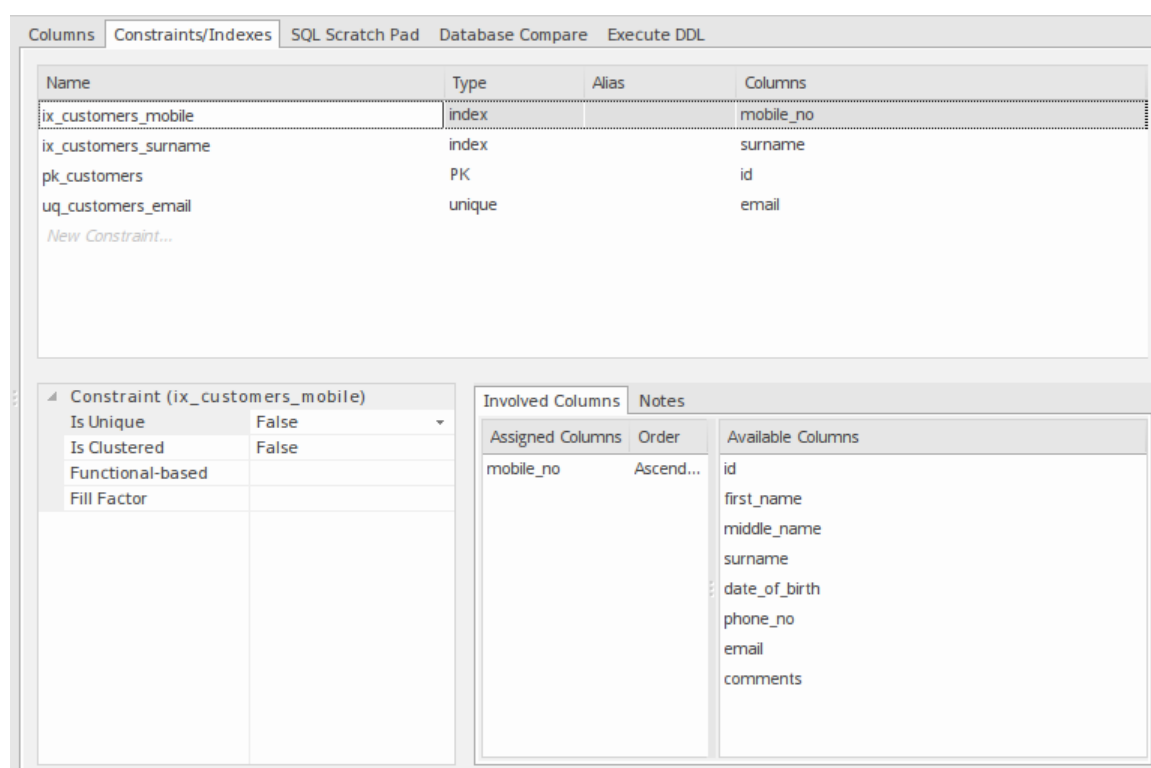 Columns Constraints/Indexes SQL Scratch Pad Database Compare Execute DDL
Name Type Alias Columns
ix_customers_mobile index mobile_no
ix_customers_surname index surname
pk_customers PK id
uq_customers_email unique email
New Constraint...
Constraint (ix_customers_mobile)
Is Unique False
Is Clustered False
Functional-based
Fill Factor
Involved Columns Notes
Assigned Columns Order Available Columns
mobile_no Ascend... id
first_name
middle_name
surname
date_of_birth
phone_no
email
comments